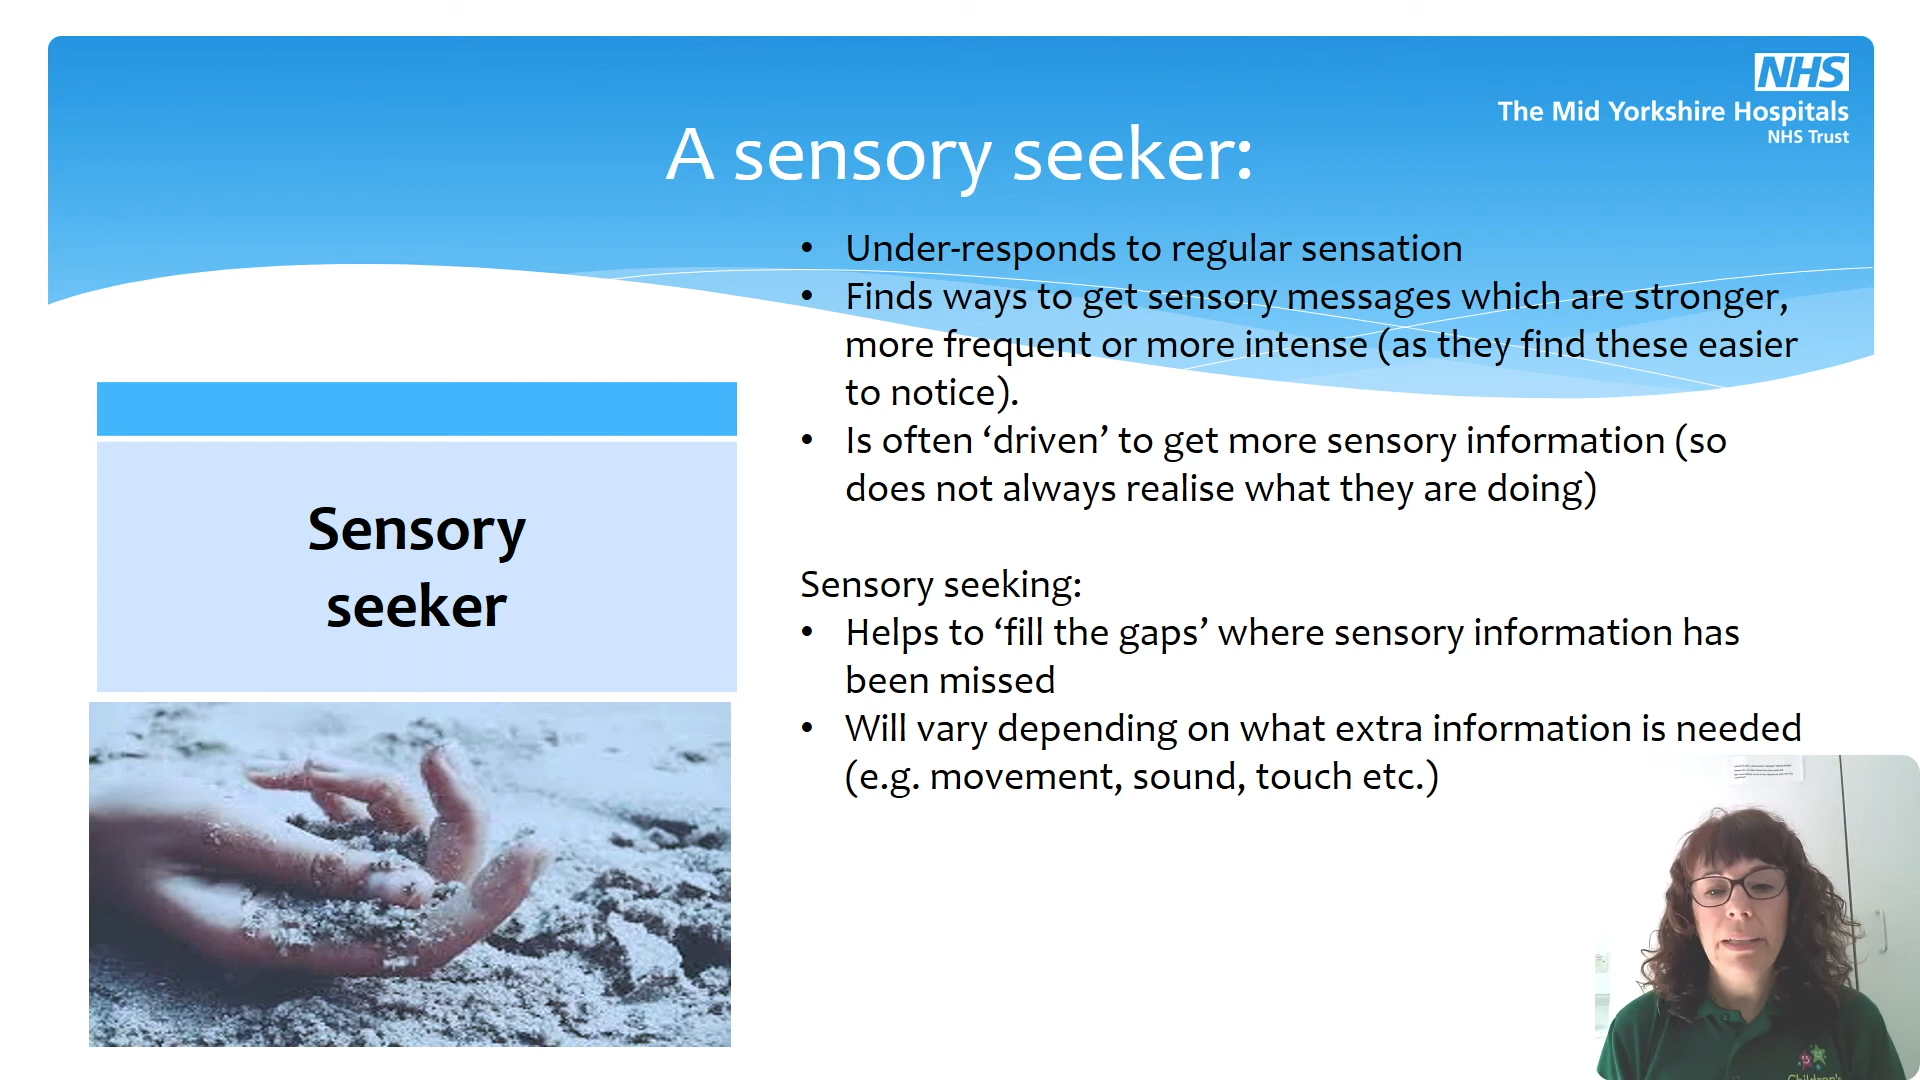 NHS
The Mid Yorkshire Hospitals
NHS Trust
A sensory seeker:
• Under-responds to regular sensation
• Finds ways to get sensory messages which are stronger,
more frequent or more intense (as they find these easier
to notice).
• Is often ‘driven’ to get more sensory information (so
does not always realise what they are doing)
Sensory seeking:
• Helps to ‘fill the gaps’ where sensory information has
been missed
• Will vary depending on what extra information is needed
(e.g. movement, sound, touch etc.)
Sensory
seeker
Children's